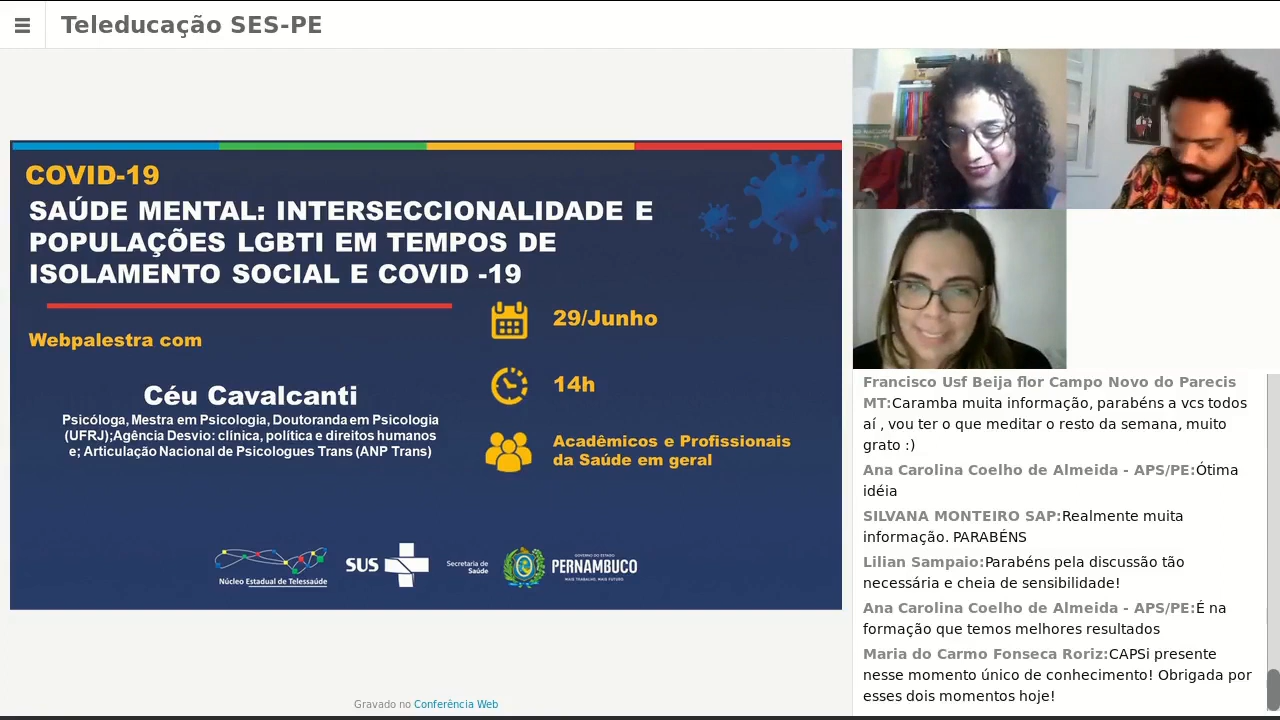 Teleducação SES-PE
COVID-19
SAÚDE MENTAL: INTERSECCIONALIDADE E
POPULAÇÕES LGBTI EM TEMPOS DE
ISOLAMENTO SOCIAL E COVID -19
Webpalestra com
Céu Cavalcanti
Psicóloga, Mestra em Psicologia, Doutoranda em Psicologia
(UFRJ);Agência Desvio: clínica, política e direitos humanos
e; Articulação Nacional de Psicologues Trans (ANP Trans)
29/Junho
14h
Acadêmicos e Profissionais
da Saúde em geral
Núcleo Estadual de Telessaúde
SUS
Secretaria de
Saúde
GOVERNO DO ESTADO
PERNAMBUCO
MAIS TRABALHO, MAIS FUTURO.
Gravado no Conferência Web
Francisco Usf Beija flor Campo Novo do Parecis
MT:Caramba muita informação, parabéns a vcs todos
aí , vou ter o que meditar o resto da semana, muito
grato :)
Ana Carolina Coelho de Almeida - APS/PE:Ótima
idéia
SILVANA MONTEIRO SAP:Realmente muita
informação. PARABÉNS
Lilian Sampaio:Parabéns pela discussão tão
necessária e cheia de sensibilidade!
Ana Carolina Coelho de Almeida - APS/PE:É na
formação que temos melhores resultados
Maria do Carmo Fonseca Roriz:CAPSi presente
nesse momento único de conhecimento! Obrigada por
esses dois momentos hoje!